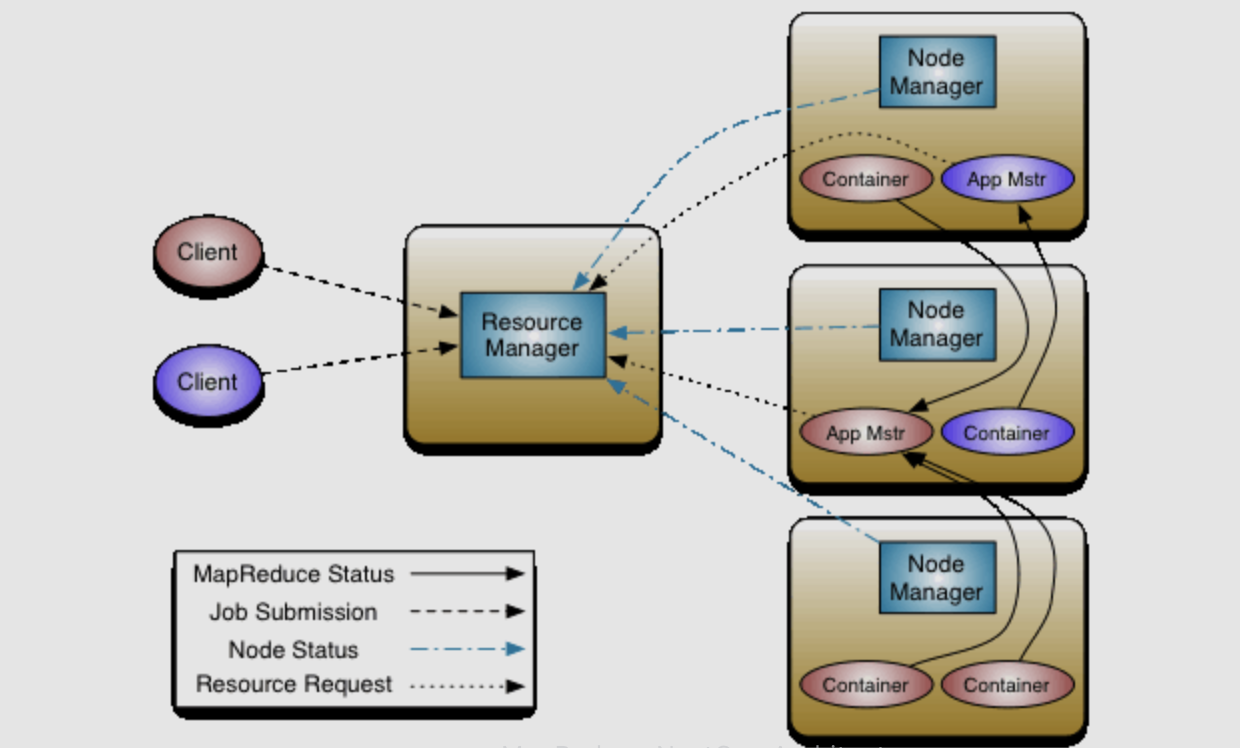 Node
Manager
Container
App Mstr
Client
Resource
Manager
Node
Manager
Client
App Mstr
Container
MapReduce Status
Job Submission
Node Status
Resource Request
Node
Manager
Container
Container